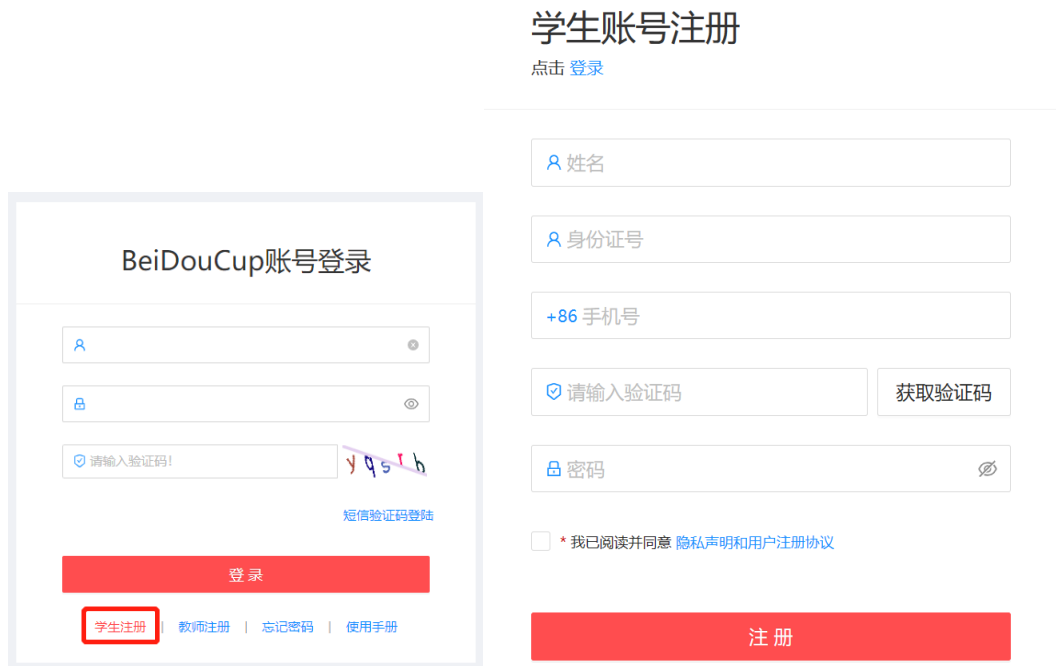 BeiDouCup账号登录
请输入验证码!
yqsrb
短信验证码登陆
登 录
学生注册 | 教师注册 | 忘记密码 | 使用手册
学生账号注册
点击 登录
姓名
身份证号
+86 手机号
请输入验证码 获取验证码
密码
* 我已阅读并同意 隐私声明和用户注册协议
注 册